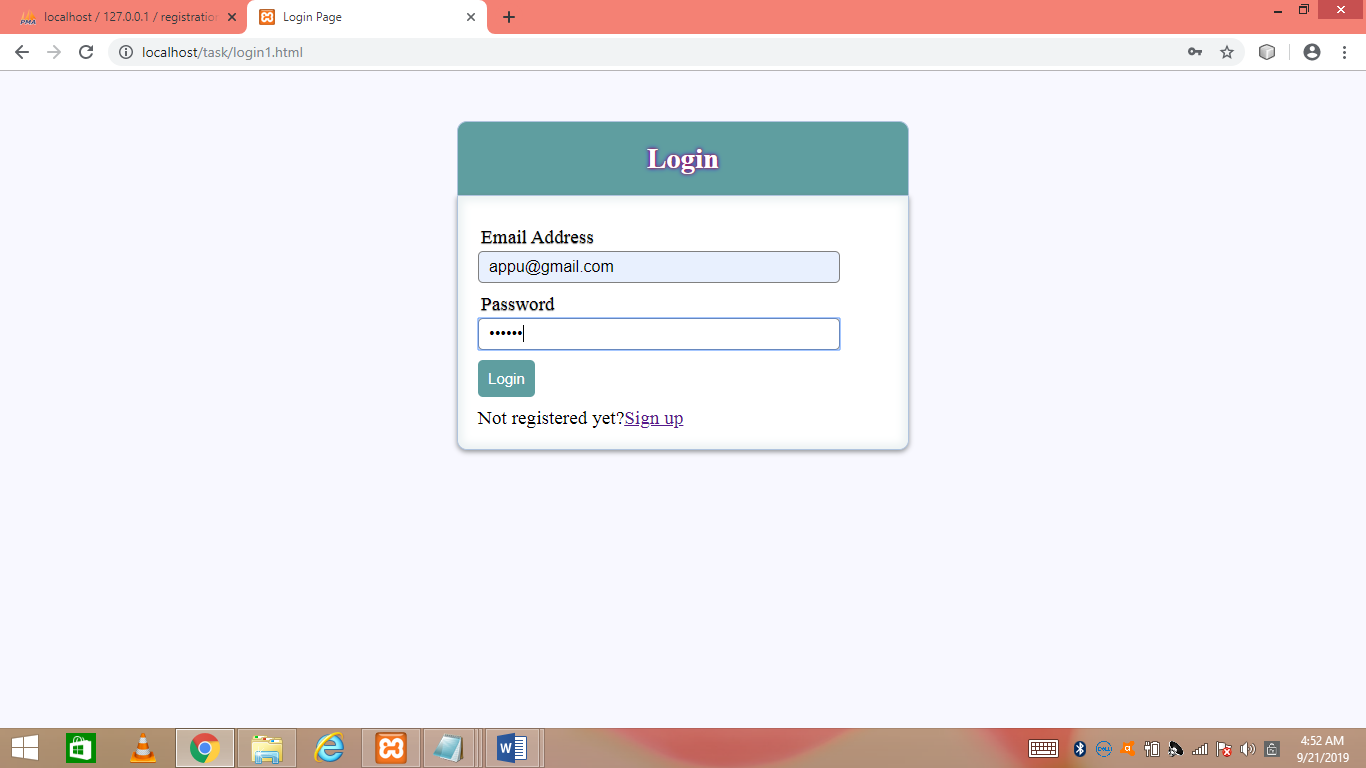 localhost / 127.0.0.1 / registration
Login Page
localhost/task/login1.html
Login
Email Address
appu@gmail.com
Password
••••••
Login
Not registered yet?Sign up
4:52 AM
9/21/2019